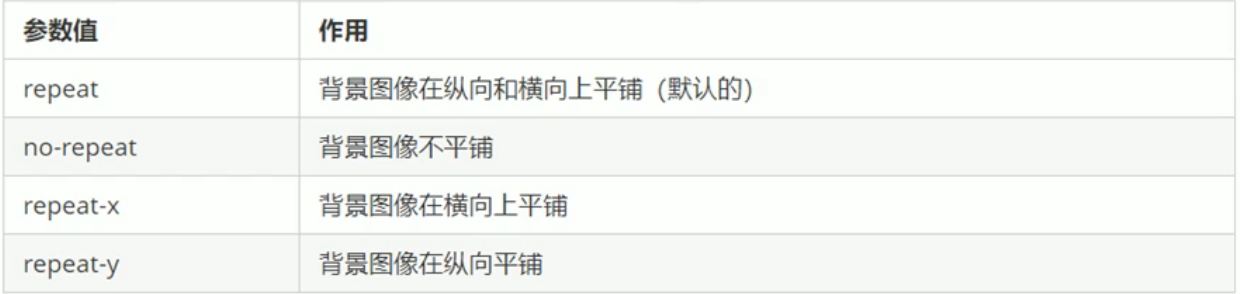 参数值 作用
repeat 背景图像在纵向和横向上平铺（默认的）
no-repeat 背景图像不平铺
repeat-x 背景图像在横向上平铺
repeat-y 背景图像在纵向平铺